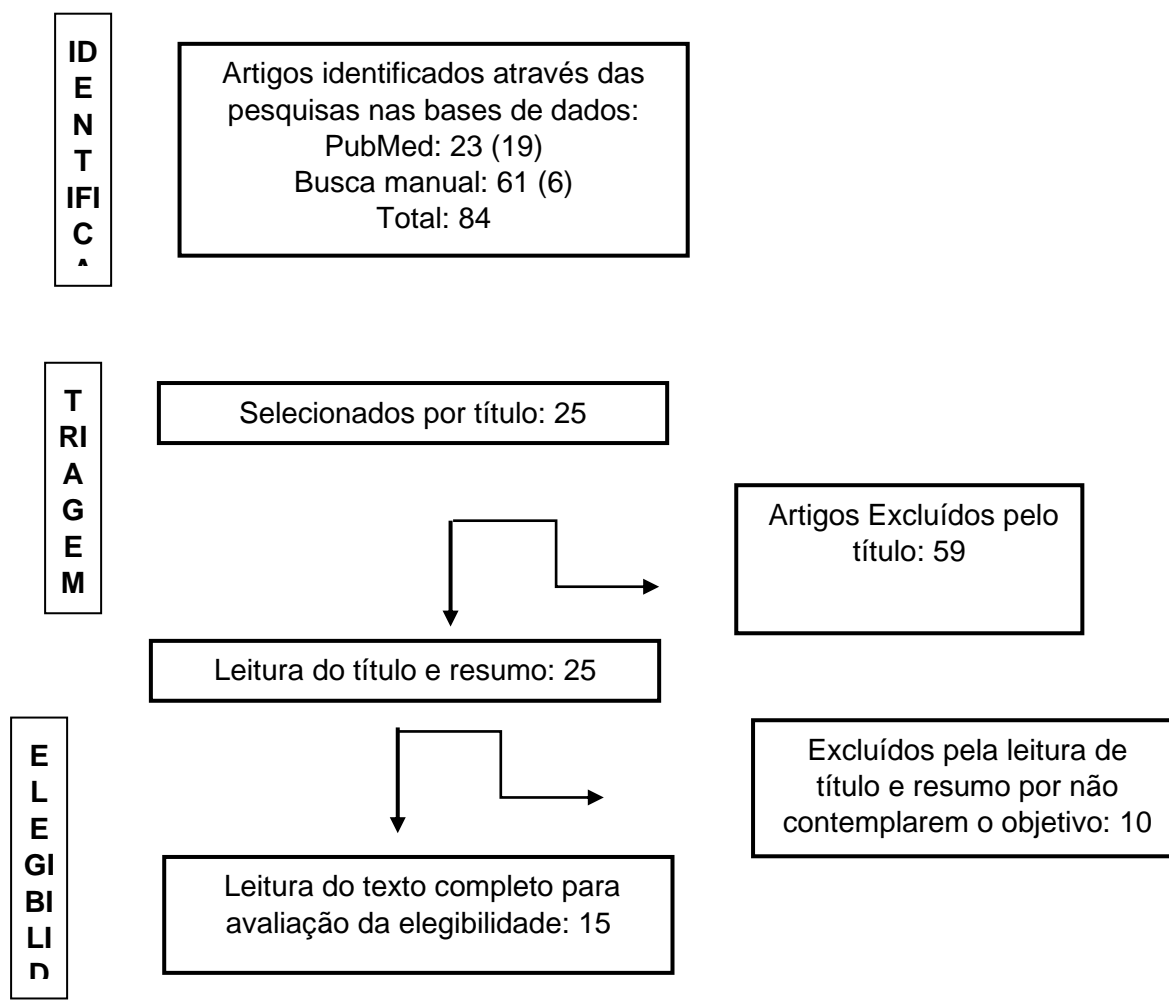 ID
E
N
T
IFI
C
A
Artigos identificados através das
pesquisas nas bases de dados:
PubMed: 23 (19)
Busca manual: 61 (6)
Total: 84
T
RI
A
G
E
M
Selecionados por título: 25
Artigos Excluídos pelo
título: 59
Leitura do título e resumo: 25
E
L
E
GI
BI
LI
D
Excluídos pela leitura de
título e resumo por não
contemplarem o objetivo: 10
Leitura do texto completo para
avaliação da elegibilidade: 15